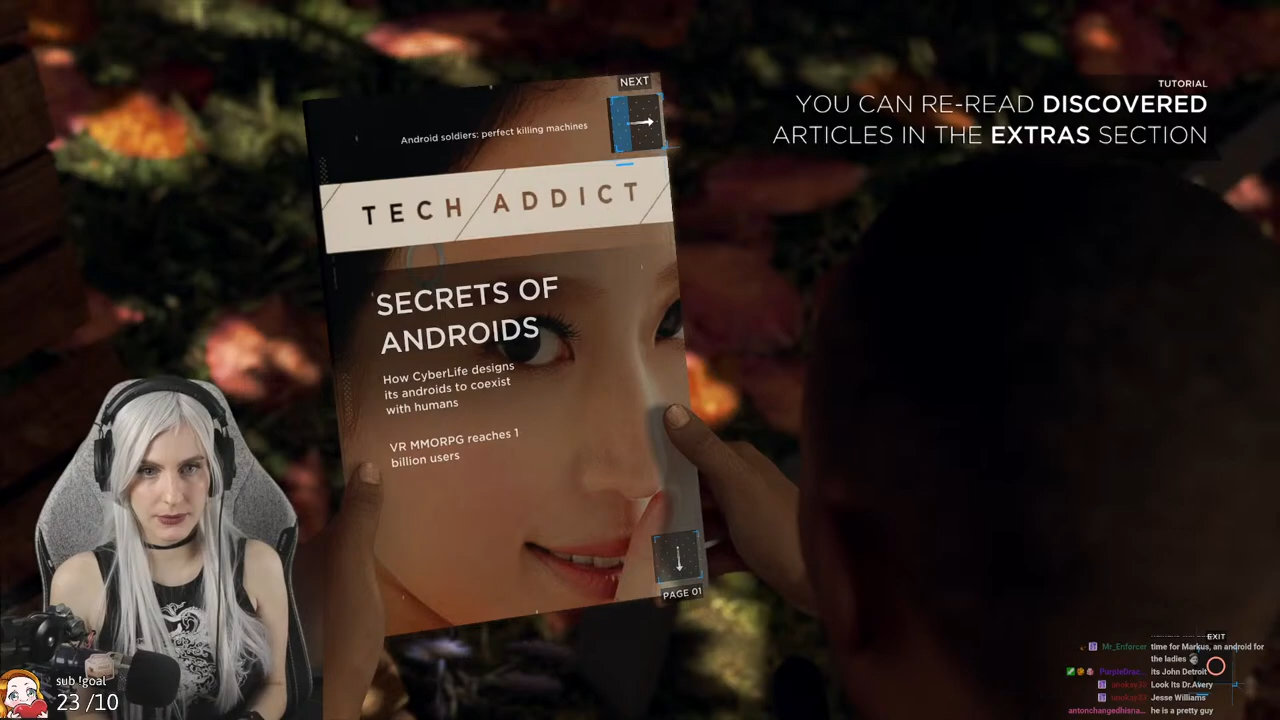 NEXT
Android soldiers: perfect killing machines
TECH ADDICT
SECRETS OF
ANDROIDS
How CyberLife designs
its androids to coexist
with humans
VR MMORPG reaches 1
billion users
PAGE 01
TUTORIAL
YOU CAN RE-READ DISCOVERED
ARTICLES IN THE EXTRAS SECTION
sub !goal
23 /10
EXIT
Mr_Enforcer time for Markus, an android for
the ladies
PurpleDrac... its John Detroit
Look Its Dr.Avery
Jesse Williams
antonchangedhisna... he is a pretty guy